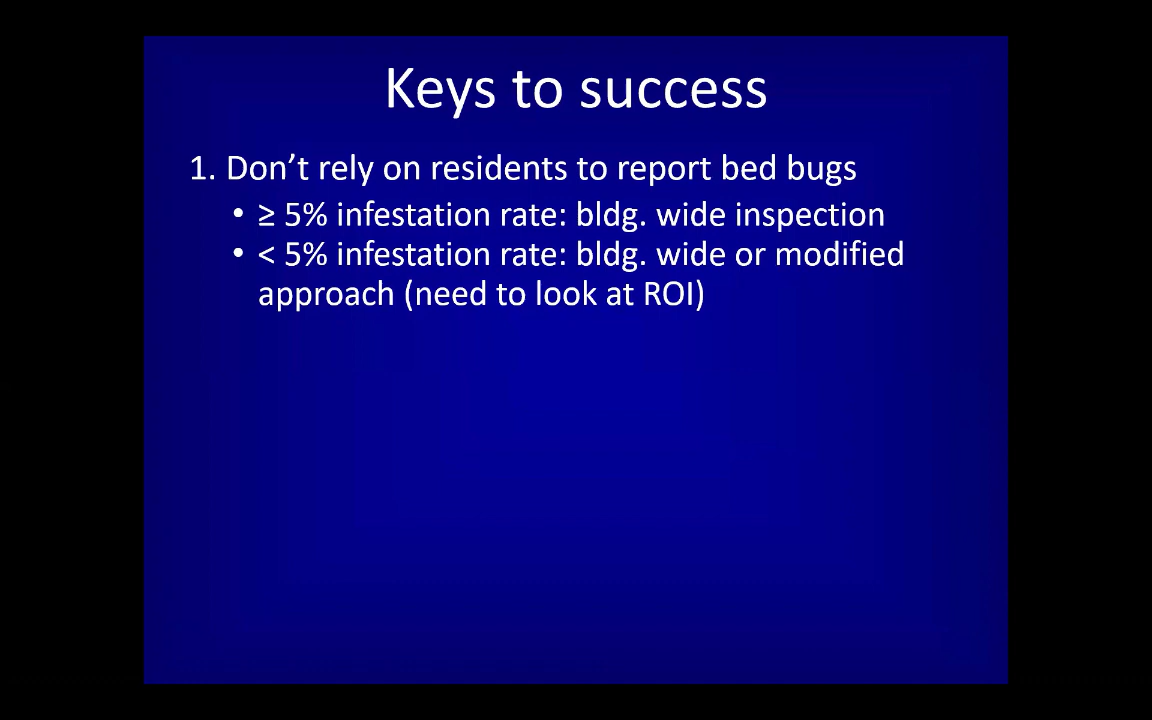 Keys to success
1. Don’t rely on residents to report bed bugs
• ≥ 5% infestation rate: bldg. wide inspection
• < 5% infestation rate: bldg. wide or modified
approach (need to look at ROI)